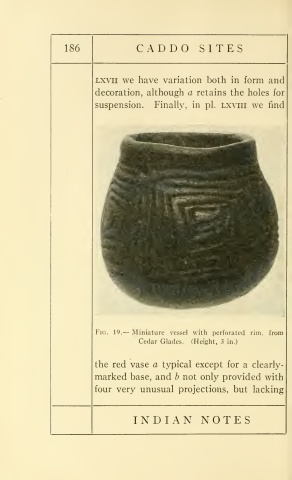 186
CADDO SITES
LXVII we have variation both in form and
decoration, although a retains the holes for
suspension. Finally, in pl. LXVIII we find
FIG. 19.—Miniature vessel with perforated rim, from
Cedar Glades. (Height, 3 in.)
the red vase a typical except for a clearly-
marked base, and b not only provided with
four very unusual projections, but lacking
INDIAN NOTES